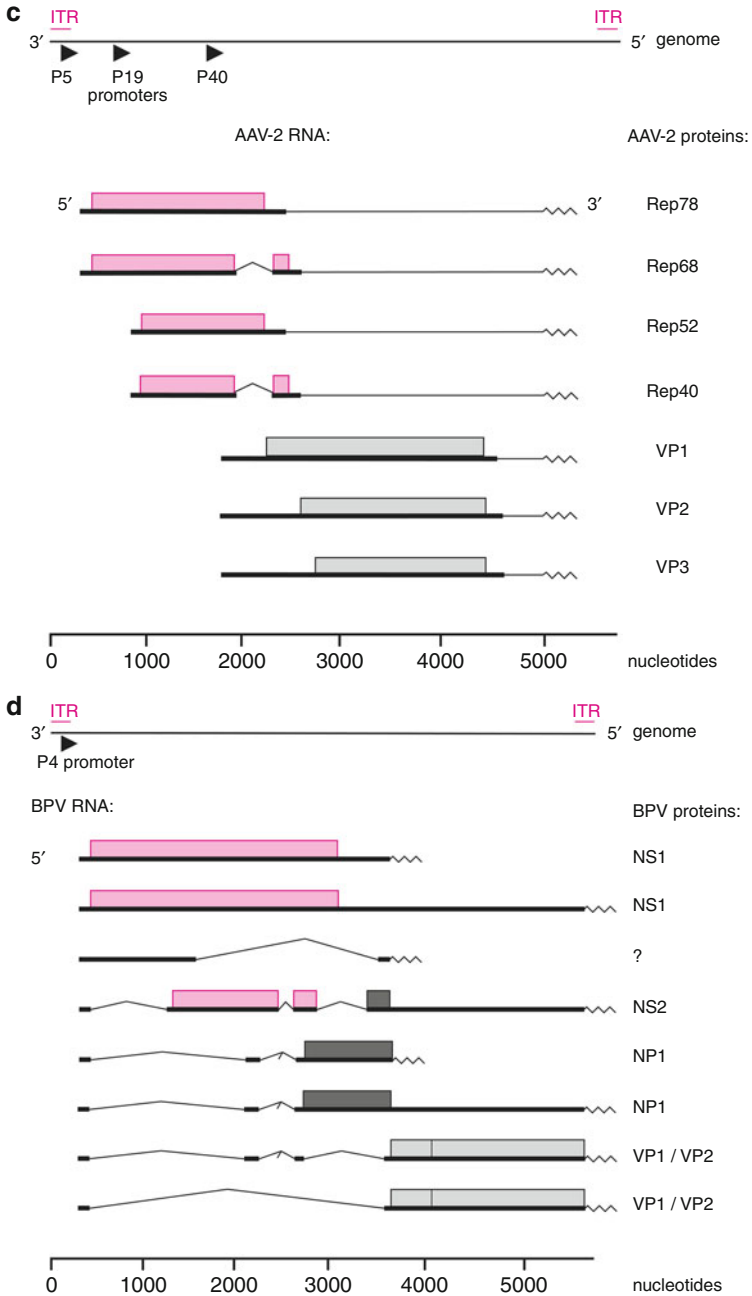 c
ITR ITR
3′ 5′ genome
P5 P19 P40
promoters
AAV-2 RNA: AAV-2 proteins:
5′ 3′ Rep78
Rep68
Rep52
Rep40
VP1
VP2
VP3
0 1000 2000 3000 4000 5000 nucleotides
d
ITR ITR
3′ 5′ genome
P4 promoter
BPV RNA: BPV proteins:
5′ NS1
NS1
?
NS2
NP1
NP1
VP1 / VP2
VP1 / VP2
0 1000 2000 3000 4000 5000 nucleotides